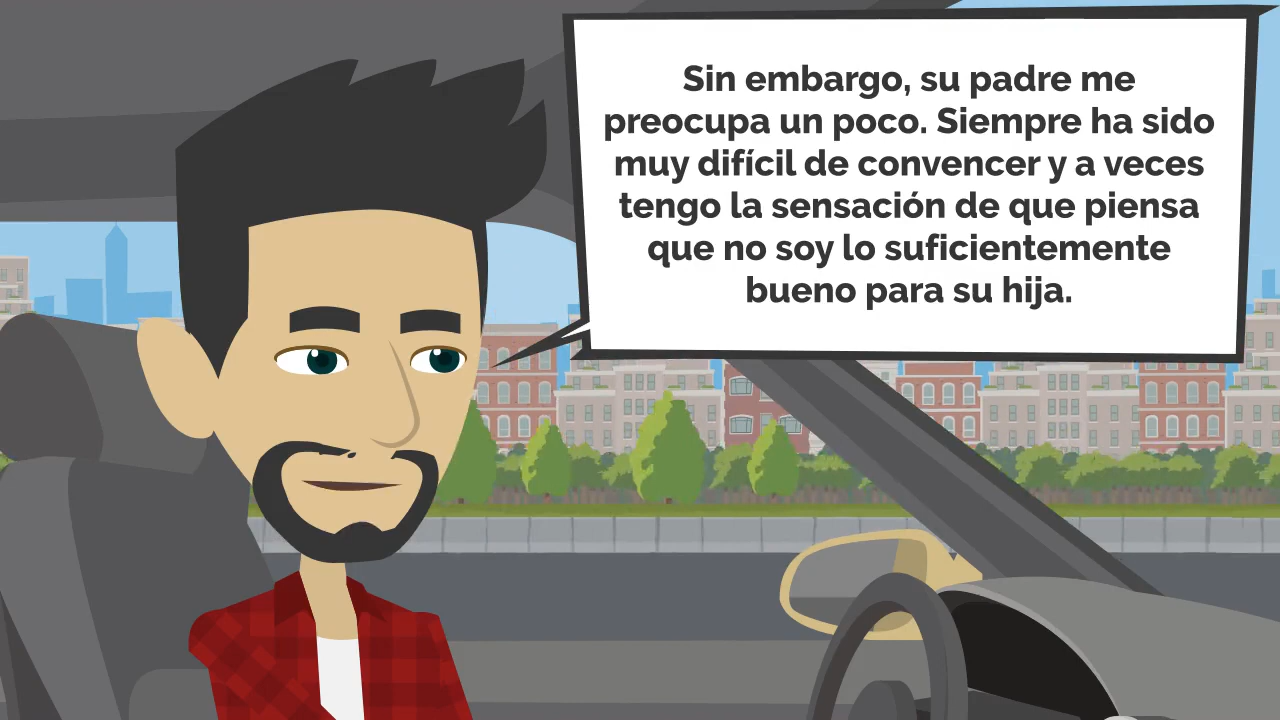 Sin embargo, su padre me
preocupa un poco. Siempre ha sido
muy difícil de convencer y a veces
tengo la sensación de que piensa
que no soy lo suficientemente
bueno para su hija.